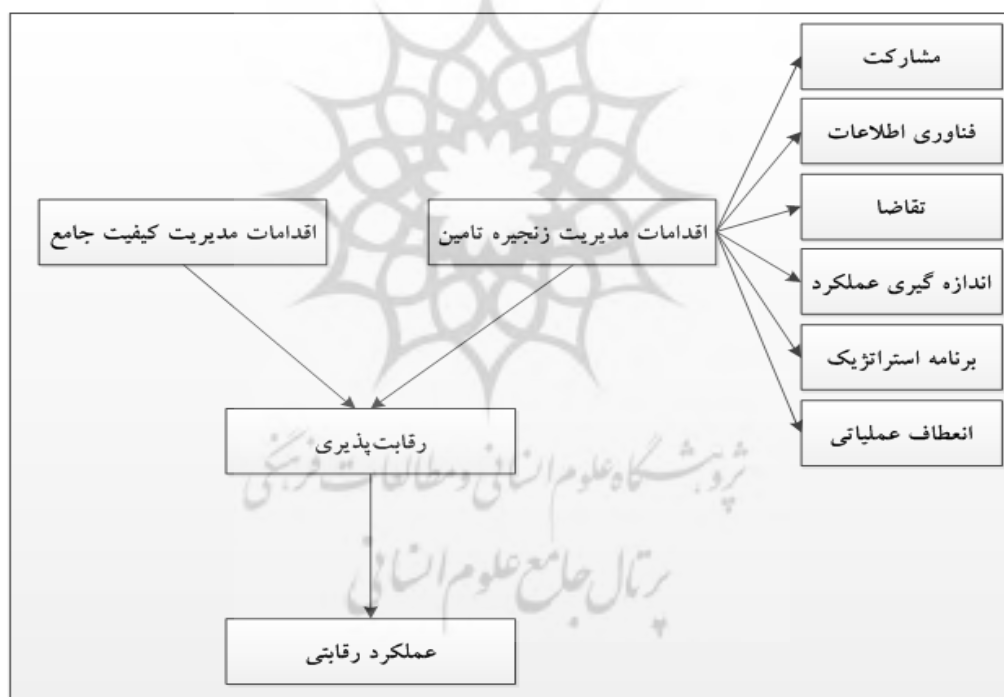 مشارکت
فناوری اطلاعات
تقاضا
اقدامات مدیریت زنجیره تامین
اقدامات مدیریت کیفیت جامع
اندازه گیری عملکرد
برنامه استراتژیک
انعطاف عملیاتی
رقابت‌پذیری
پژوهشگاه علوم انسانی و مطالعات فرهنگی
پرتال جامع علوم انسانی
عملکرد رقابتی